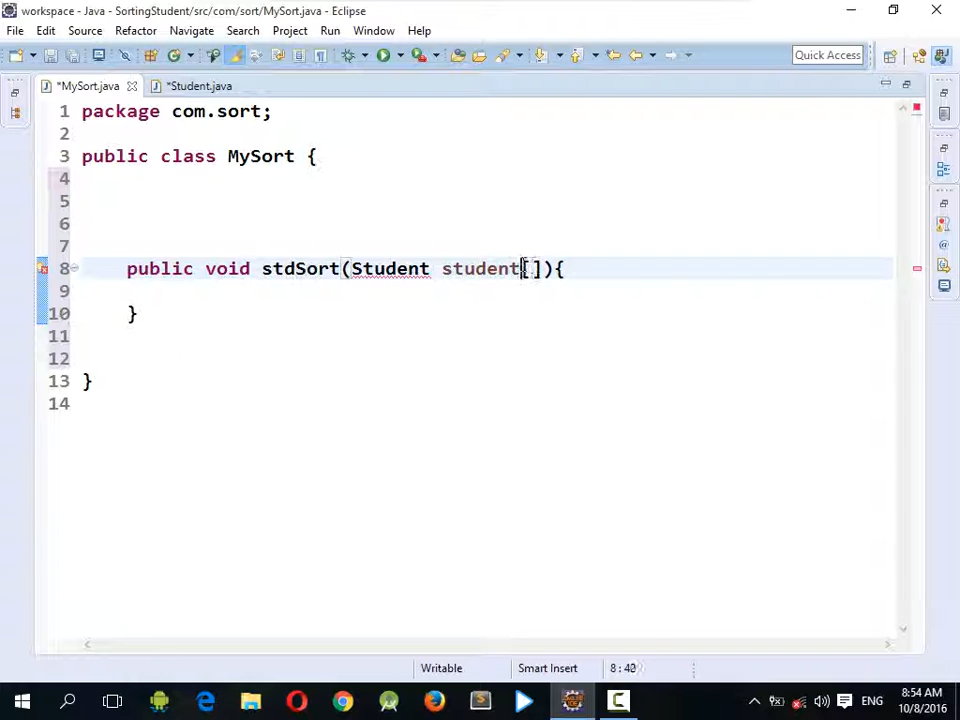 workspace - Java - SortingStudent/src/com/sort/MySort.java - Eclipse
File Edit Source Refactor Navigate Search Project Run Window Help
Quick Access
*MySort.java *Student.java
1 package com.sort;
2
3 public class MySort {
4
5
6
7
8 public void stdSort(Student student[]){
9
10 }
11
12
13 }
14
Writable Smart Insert 8:42
ENG 8:54 AM
10/8/2016